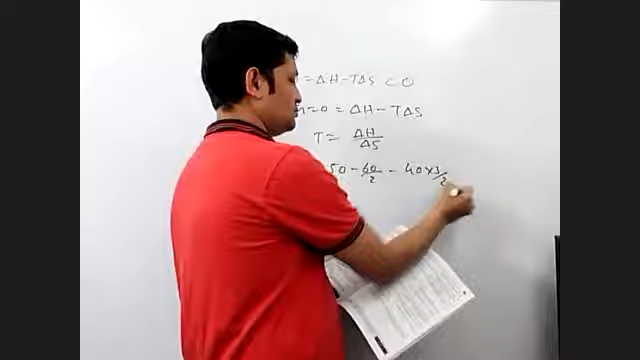 = ΔH - TΔS < 0
= 0 = ΔH - TΔS
T = ΔH/ΔS
50 - 60/2 - 40 × 3/2